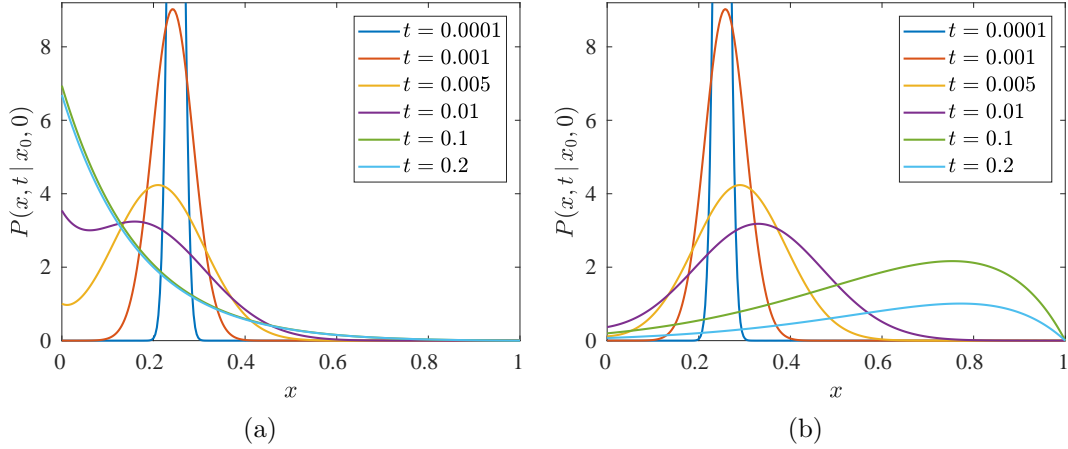 P(x, t | x₀, 0)
8
6
4
2
0
0
0.2
0.4
0.6
0.8
1
x
t = 0.0001
t = 0.001
t = 0.005
t = 0.01
t = 0.1
t = 0.2
(a)
P(x, t | x₀, 0)
8
6
4
2
0
0
0.2
0.4
0.6
0.8
1
x
t = 0.0001
t = 0.001
t = 0.005
t = 0.01
t = 0.1
t = 0.2
(b)